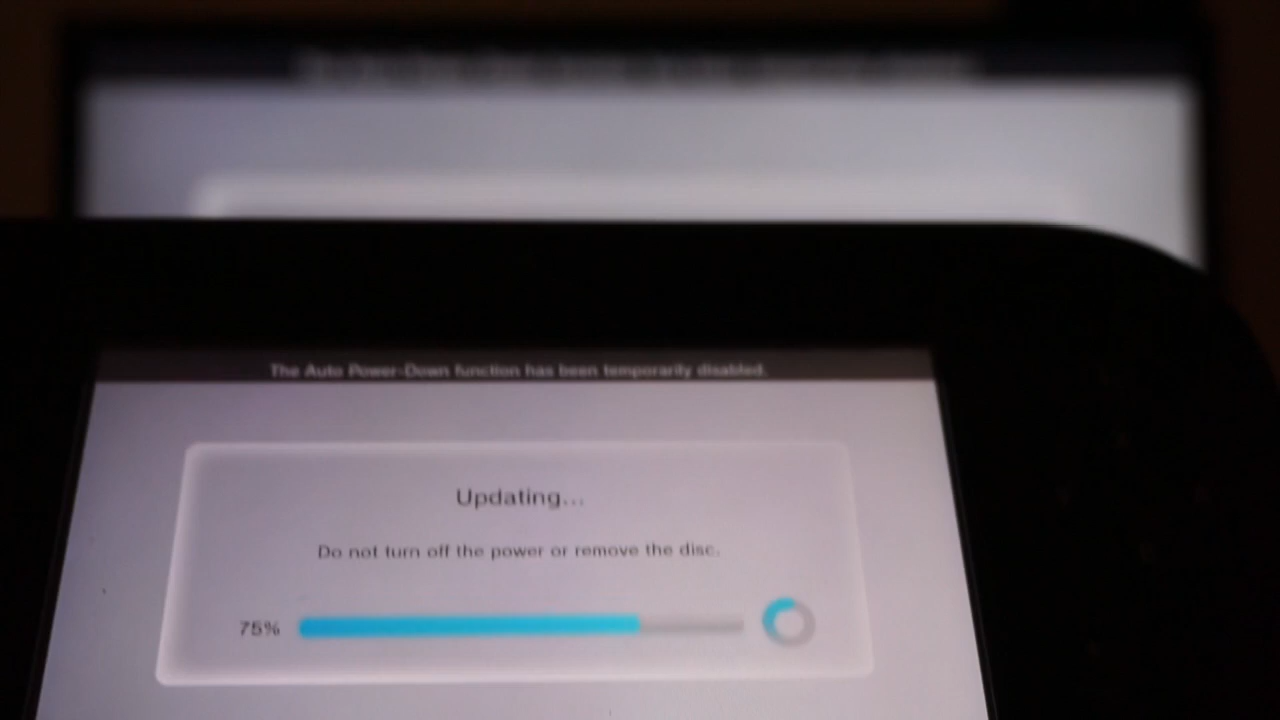 The Auto Power-Down function has been temporarily disabled.
Updating...
Do not turn off the power or remove the disc.
75%